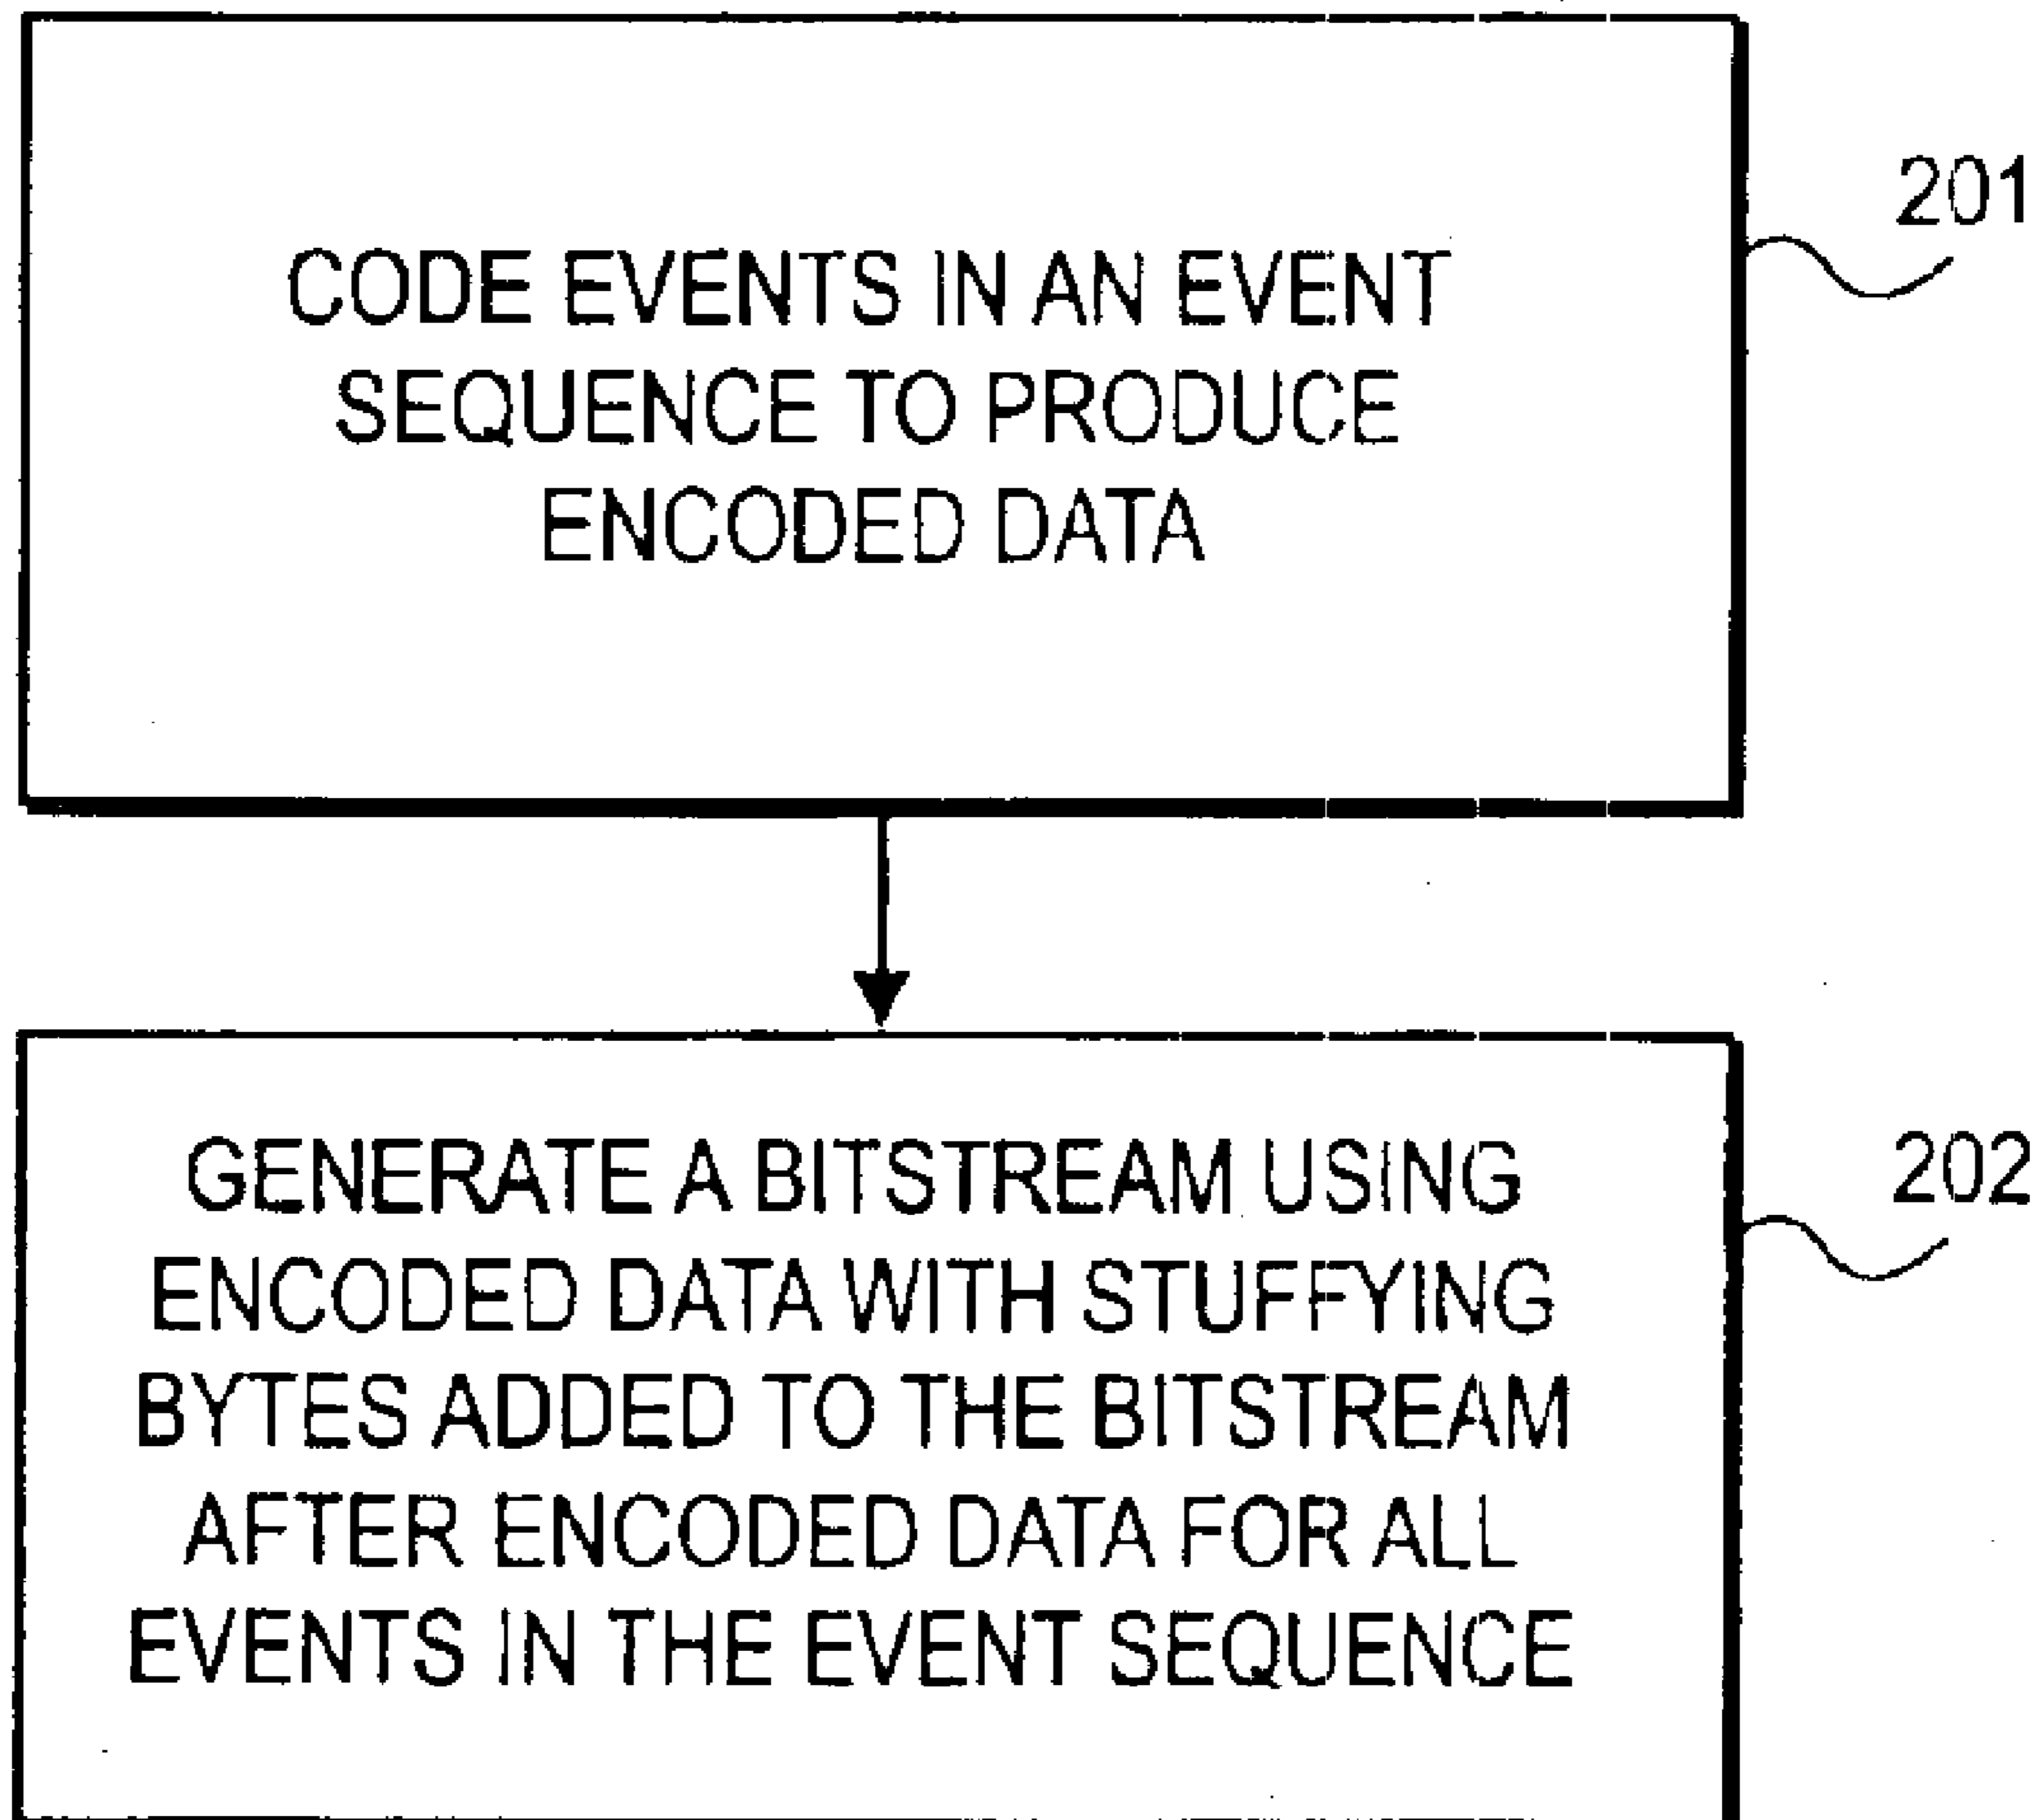 201
CODE EVENTS IN AN EVENT
SEQUENCE TO PRODUCE
ENCODED DATA
202
GENERATE A BITSTREAM USING
ENCODED DATA WITH STUFFYING
BYTES ADDED TO THE BITSTREAM
AFTER ENCODED DATA FOR ALL
EVENTS IN THE EVENT SEQUENCE